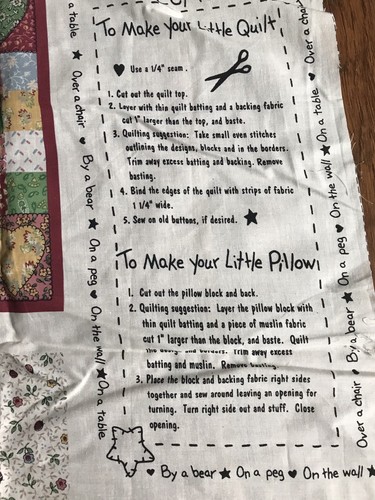 To Make Your Little Quilt
♥ Use a 1/4" seam .
1. Cut out the quilt top.
2. Layer with thin quilt batting and a backing fabric
cut 1" larger than the top, and baste.
3. Quilting suggestion: Take small even stitches
outlining the designs, blocks and in the borders.
Trim away excess batting and backing. Remove
basting.
4. Bind the edges of the quilt with strips of fabric
1 1/4" wide.
5. Sew on old buttons, if desired. ★
To Make Your Little Pillow
1. Cut out the pillow block and back.
2. Quilting suggestion: Layer the pillow block with
thin quilt batting and a piece of muslin fabric
cut 1" larger than the block, and baste. Quilt
the design and borders. Trim away excess
batting and muslin. Remove basting.
3. Place the block and backing fabric right sides
together and sew around leaving an opening for
turning. Turn right side out and stuff. Close
opening.
a table ★ Over a chair ♥ By a bear ★ On a peg ♥ On the wall ★ On a table
♥ By a bear ★ On a peg ♥ On the wall ★
Over a chair ★ By a bear ★ On a peg ♥ On the wall ★ On a table ♥ Over a chair